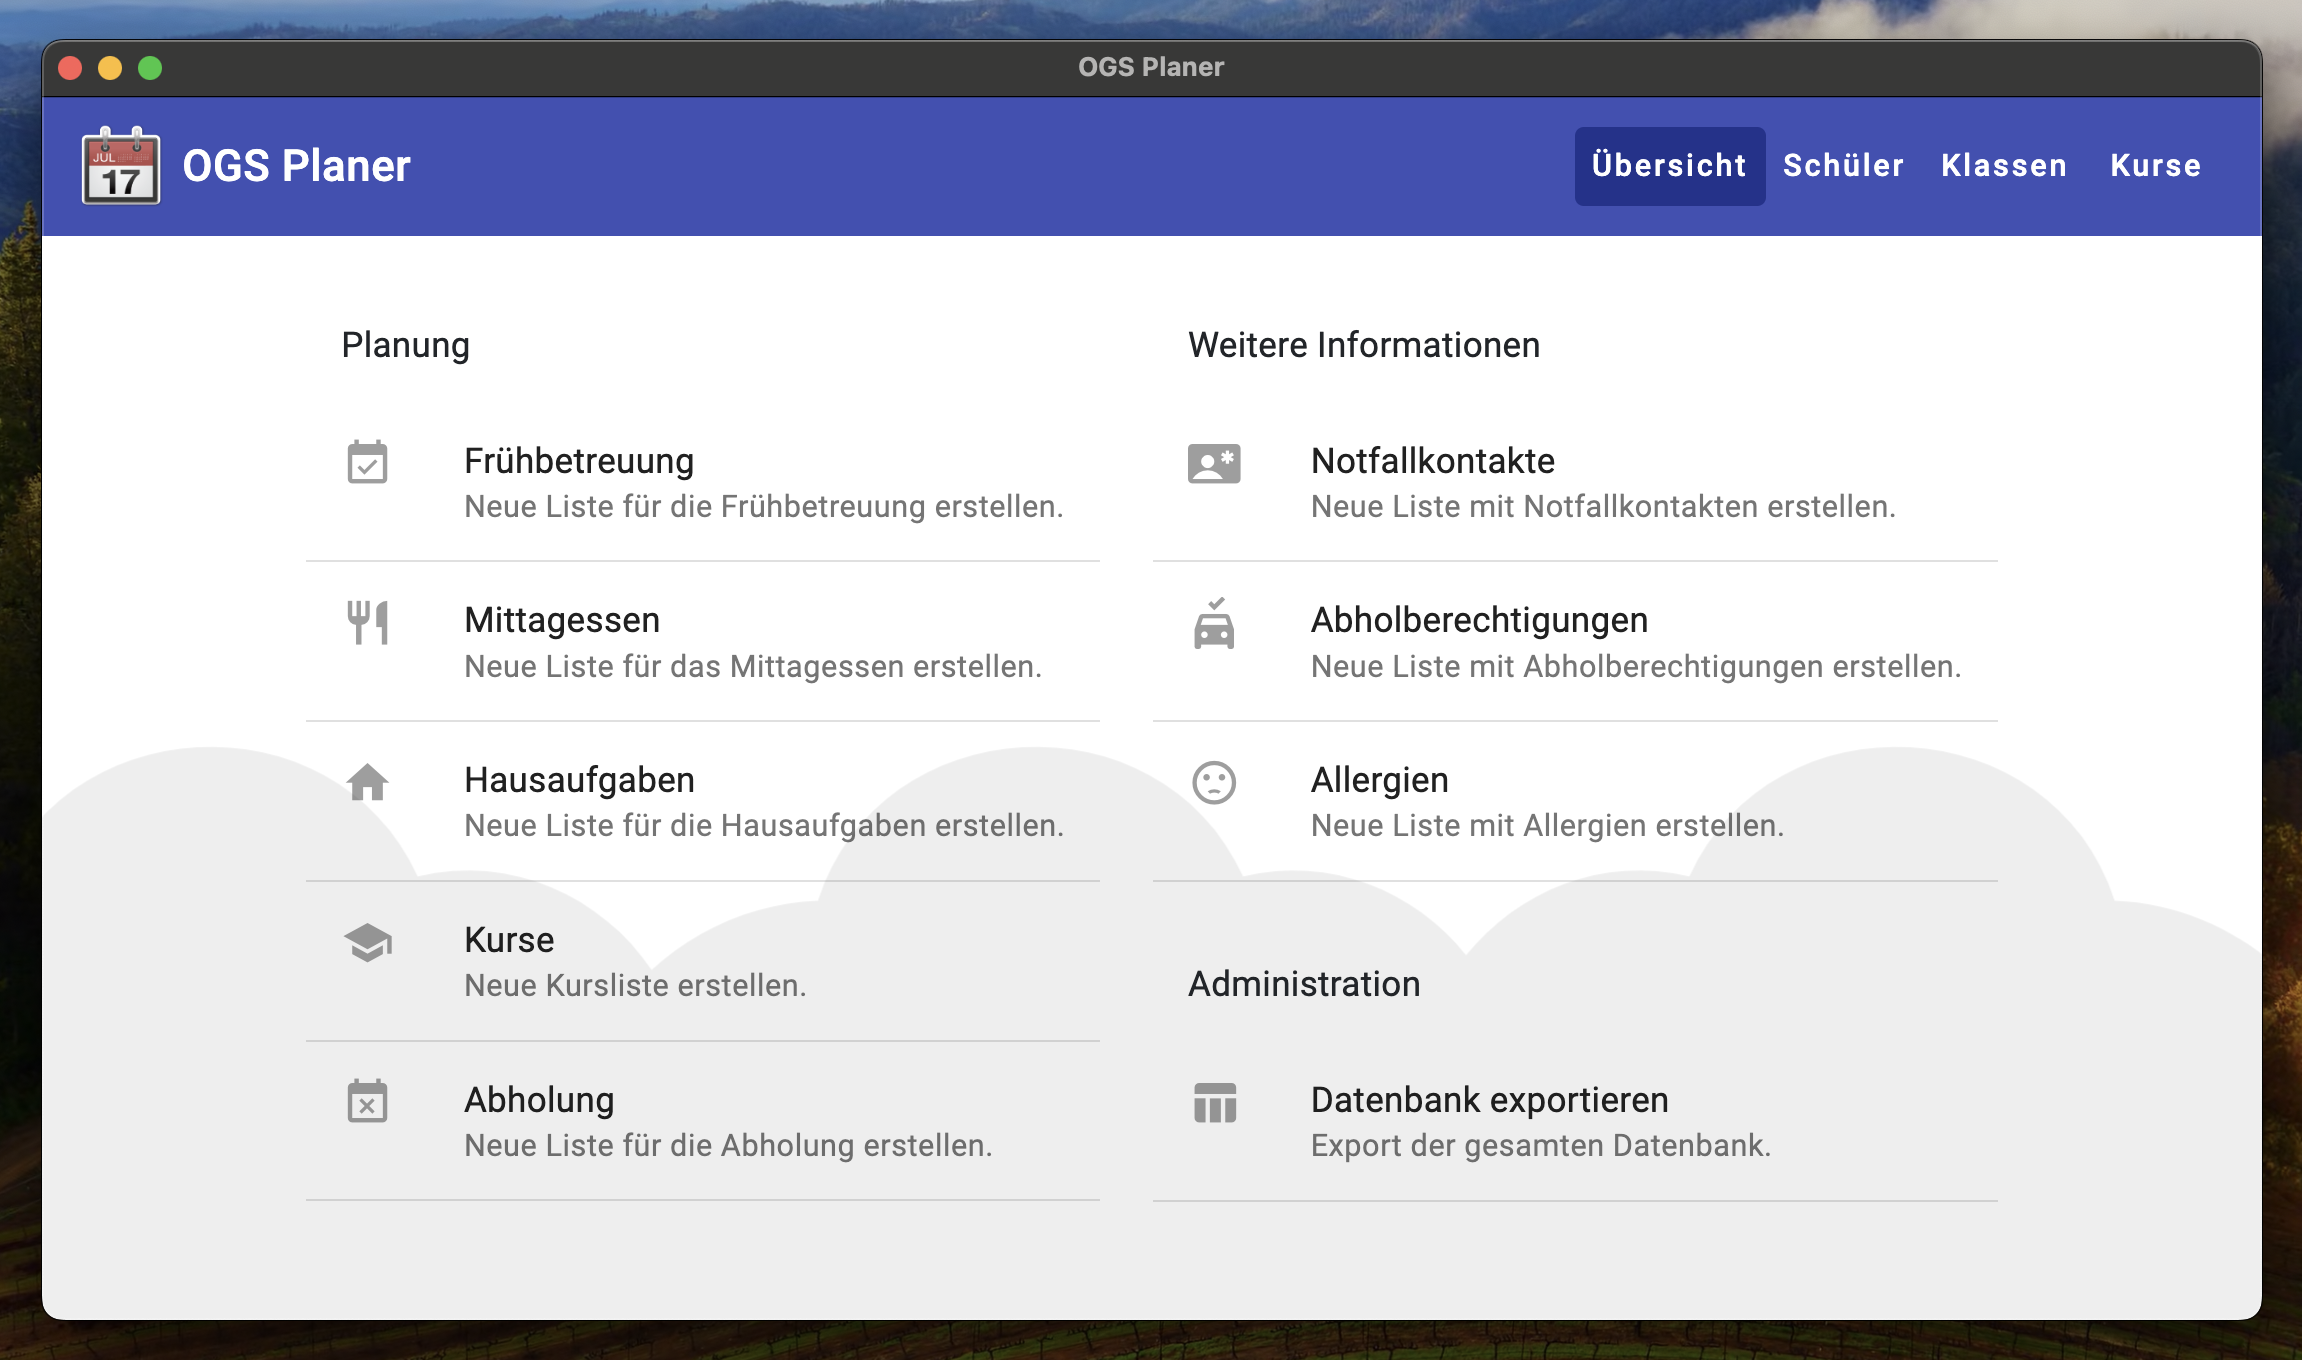 OGS Planer
JUL
17
OGS Planer
Übersicht
Schüler
Klassen
Kurse
Planung
Frühbetreuung
Neue Liste für die Frühbetreuung erstellen.
Mittagessen
Neue Liste für das Mittagessen erstellen.
Hausaufgaben
Neue Liste für die Hausaufgaben erstellen.
Kurse
Neue Kursliste erstellen.
Abholung
Neue Liste für die Abholung erstellen.
Weitere Informationen
Notfallkontakte
Neue Liste mit Notfallkontakten erstellen.
Abholberechtigungen
Neue Liste mit Abholberechtigungen erstellen.
Allergien
Neue Liste mit Allergien erstellen.
Administration
Datenbank exportieren
Export der gesamten Datenbank.